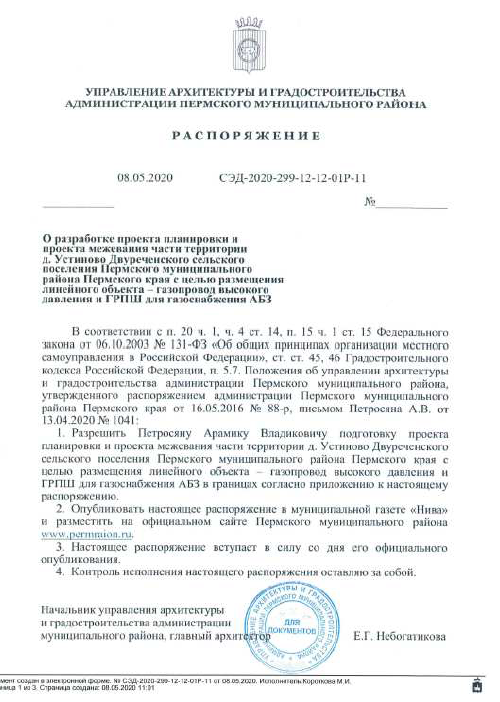 УПРАВЛЕНИЕ АРХИТЕКТУРЫ И ГРАДОСТРОИТЕЛЬСТВА
АДМИНИСТРАЦИИ ПЕРМСКОГО МУНИЦИПАЛЬНОГО РАЙОНА
РАСПОРЯЖЕНИЕ
08.05.2020 СЭД-2020-299-12-12-01Р-11
№
О разработке проекта планировки и
проекта межевания части территории
д. Устиново Двуреченского сельского
поселения Пермского муниципального
района Пермского края с целью размещения
линейного объекта – газопровод высокого
давления и ГРПШ для газоснабжения АБЗ
В соответствии с п. 20 ч. 1, ч. 4 ст. 14, п. 15 ч. 1 ст. 15 Федерального
закона от 06.10.2003 № 131-ФЗ «Об общих принципах организации местного
самоуправления в Российской Федерации», ст. ст. 45, 46 Градостроительного
кодекса Российской Федерации, п. 5.7. Положения об управлении архитектуры
и градостроительства администрации Пермского муниципального района,
утвержденного распоряжением администрации Пермского муниципального
района Пермского края от 16.05.2016 № 88-р, письмом Петросяна А.В. от
13.04.2020 № 1041:
1. Разрешить Петросяну Арамику Владиковичу подготовку проекта
планировки и проекта межевания части территории д. Устиново Двуреченского
сельского поселения Пермского муниципального района Пермского края с
целью размещения линейного объекта – газопровод высокого давления и
ГРПШ для газоснабжения АБЗ в границах согласно приложению к настоящему
распоряжению.
2. Опубликовать настоящее распоряжение в муниципальной газете «Нива»
и разместить на официальном сайте Пермского муниципального района
www.permraion.ru.
3. Настоящее распоряжение вступает в силу со дня его официального
опубликования.
4. Контроль исполнения настоящего распоряжения оставляю за собой.
Начальник управления архитектуры
и градостроительства администрации
муниципального района, главный архитектор Е.Г. Небогатикова
ДЛЯ
ДОКУМЕНТОВ
мент создан в электронной форме. № СЭД-2020-299-12-12-01Р-11 от 08.05.2020. Исполнитель:Королкова М.И.
ница 1 из 3. Страница создана: 08.05.2020 11:31